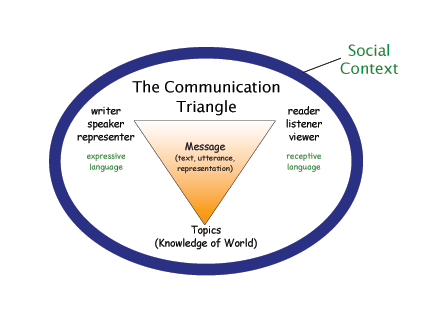 Social
Context
The Communication
Triangle
writer
speaker
representer
expressive
language
Message
(text, utterance,
representation)
reader
listener
viewer
receptive
language
Topics
(Knowledge of World)